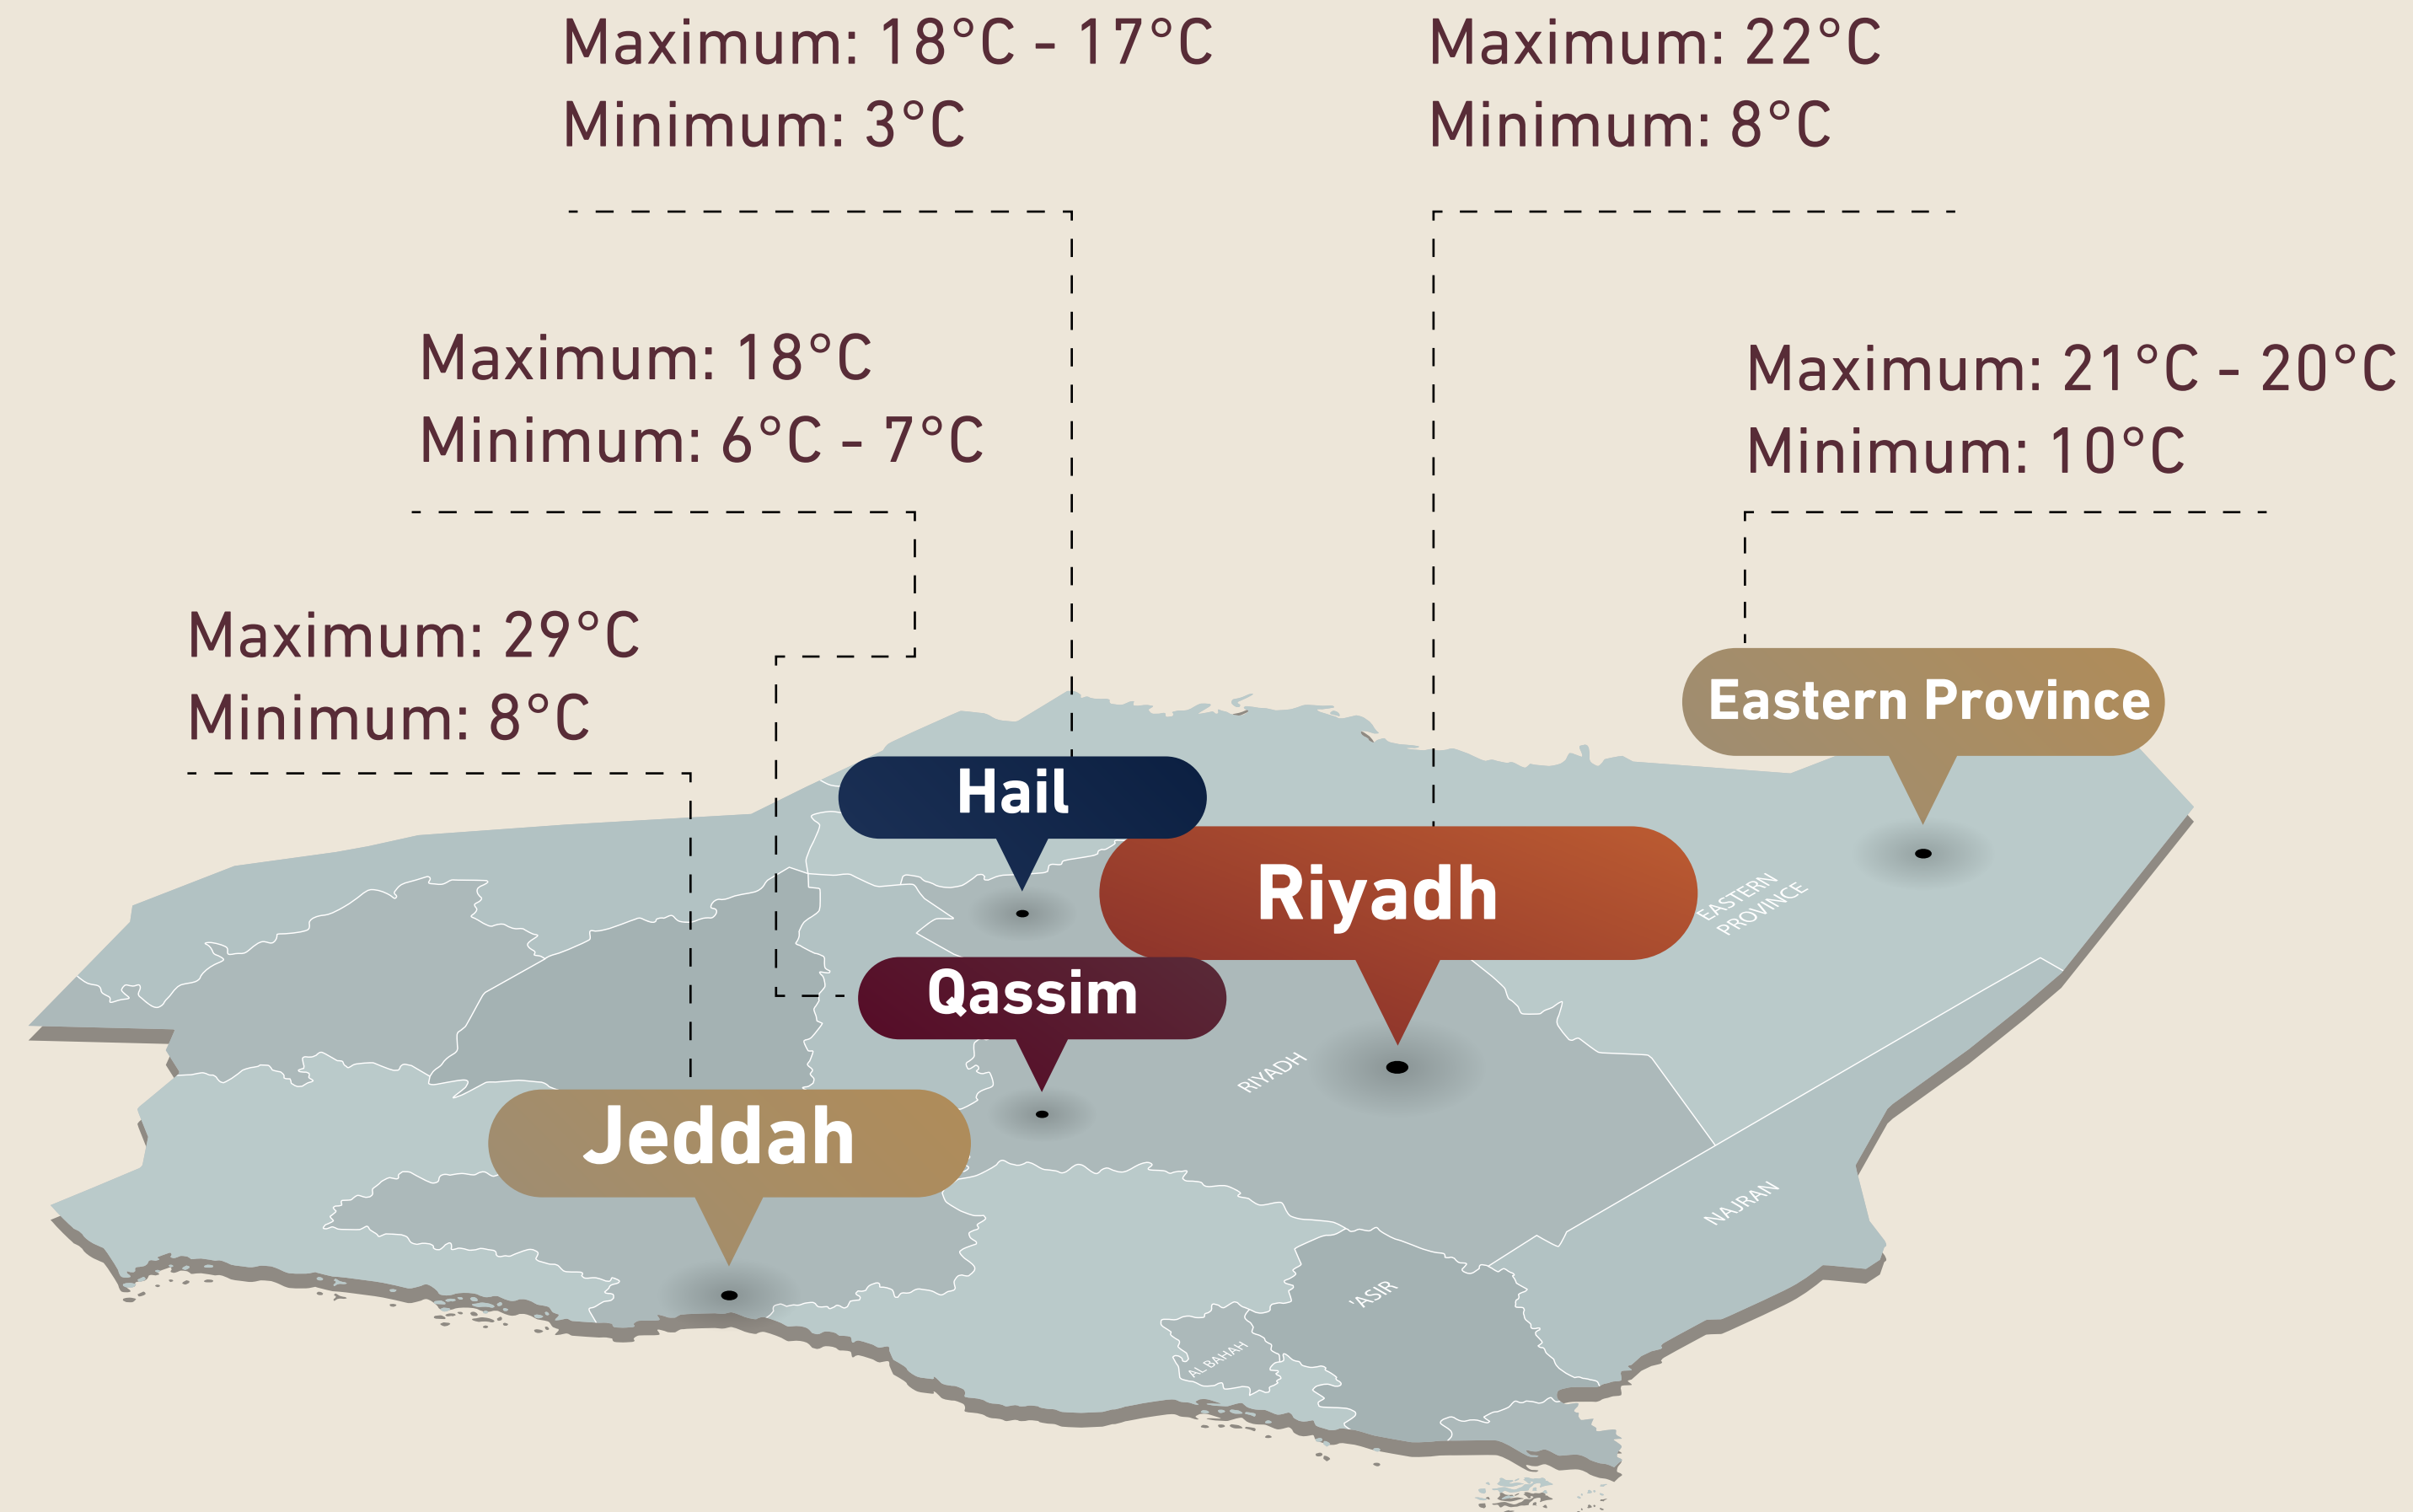 Maximum: 18°C - 17°C
Minimum: 3°C
Maximum: 22°C
Minimum: 8°C
Maximum: 18°C
Minimum: 6°C - 7°C
Maximum: 21°C - 20°C
Minimum: 10°C
Maximum: 29°C
Minimum: 8°C
Eastern Province
Hail
Riyadh
EASTERN
PROVINCE
Qassim
RIYADH
Jeddah
NAJRAN
'ASIR
AL BAHAH